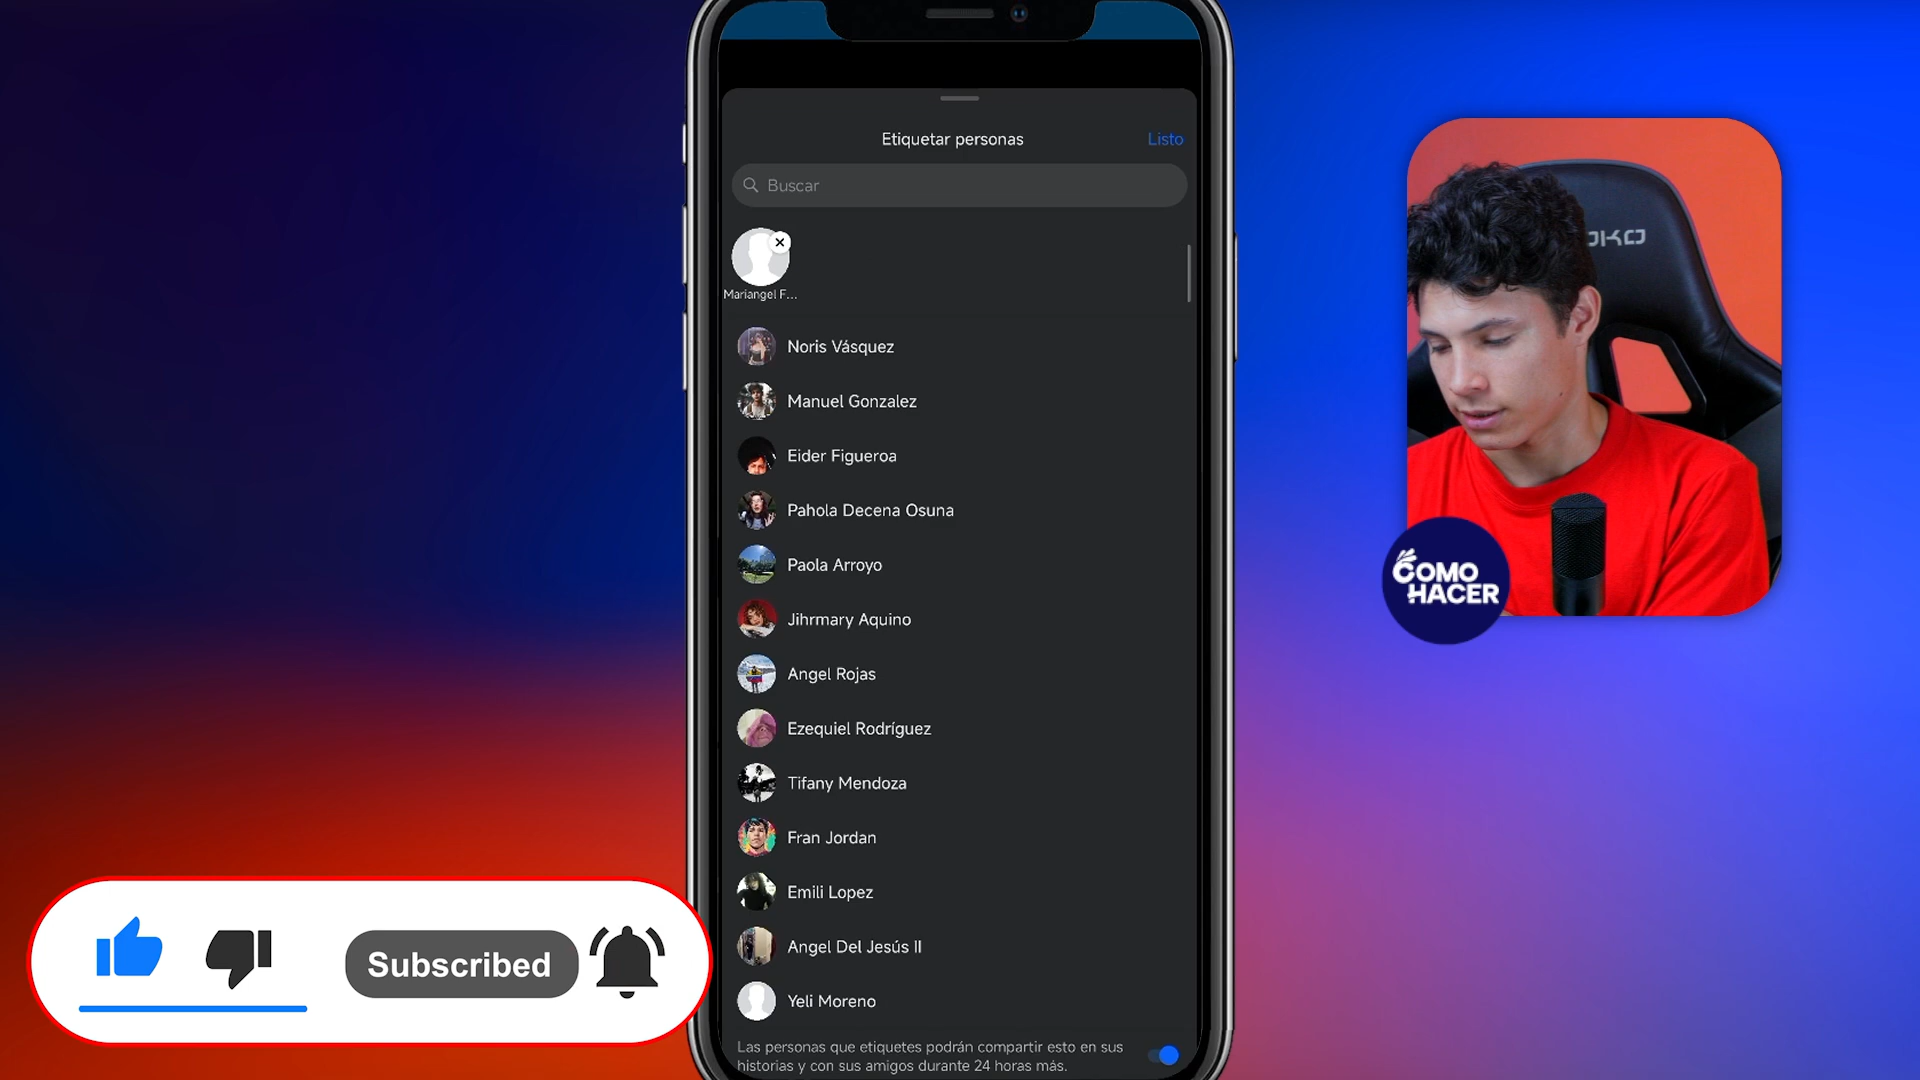 Etiquetar personas
Listo
Buscar
Mariangel F...
Noris Vásquez
Manuel Gonzalez
Eider Figueroa
Pahola Decena Osuna
Paola Arroyo
Jihrmary Aquino
Angel Rojas
Ezequiel Rodríguez
Tifany Mendoza
Fran Jordan
Emili Lopez
Angel Del Jesús II
Yeli Moreno
Las personas que etiquetes podrán compartir esto en sus
historias y con sus amigos durante 24 horas más.
Subscribed
COMO
HACER